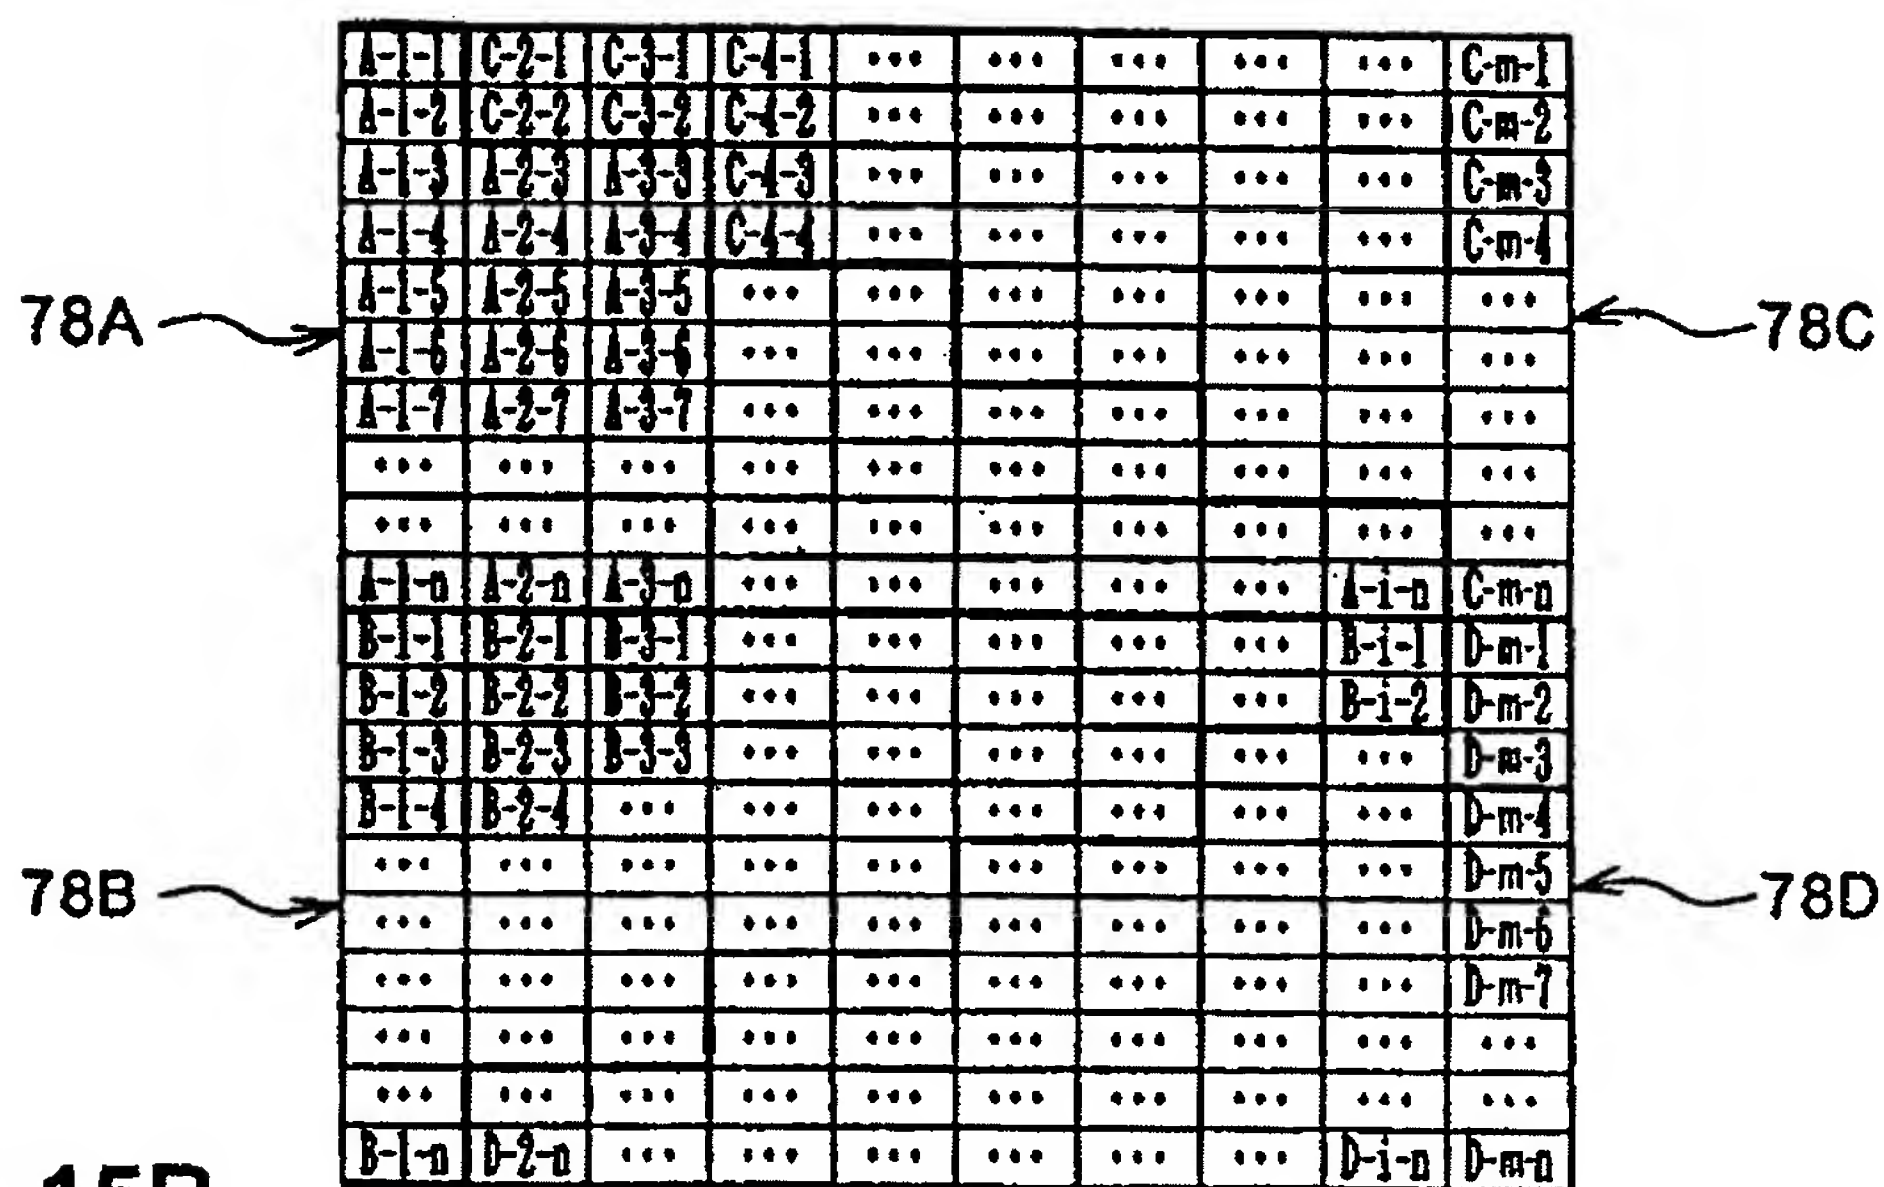 A-1-1 C-2-1 C-3-1 C-4-1 ... ... ... ... ... C-m-1
A-1-2 C-2-2 C-3-2 C-4-2 ... ... ... ... ... C-m-2
A-1-3 A-2-3 A-3-3 C-4-3 ... ... ... ... ... C-m-3
A-1-4 A-2-4 A-3-4 C-4-4 ... ... ... ... ... C-m-4
A-1-5 A-2-5 A-3-5 ... ... ... ... ... ... ...
78A 78C
A-1-6 A-2-6 A-3-6 ... ... ... ... ... ... ...
A-1-7 A-2-7 A-3-7 ... ... ... ... ... ... ...
... ... ... ... ... ... ... ... ... ...
... ... ... ... ... ... ... ... ... ...
A-1-n A-2-n A-3-n ... ... ... ... ... A-i-n C-m-n
B-1-1 B-2-1 B-3-1 ... ... ... ... ... B-i-1 D-m-1
B-1-2 B-2-2 B-3-2 ... ... ... ... ... B-i-2 D-m-2
B-1-3 B-2-3 B-3-3 ... ... ... ... ... ... D-m-3
B-1-4 B-2-4 ... ... ... ... ... ... ... D-m-4
... ... ... ... ... ... ... ... ... D-m-5
78B 78D
... ... ... ... ... ... ... ... ... D-m-6
... ... ... ... ... ... ... ... ... D-m-7
... ... ... ... ... ... ... ... ... ...
... ... ... ... ... ... ... ... ... ...
B-1-n D-2-n ... ... ... ... ... ... D-i-n D-m-n